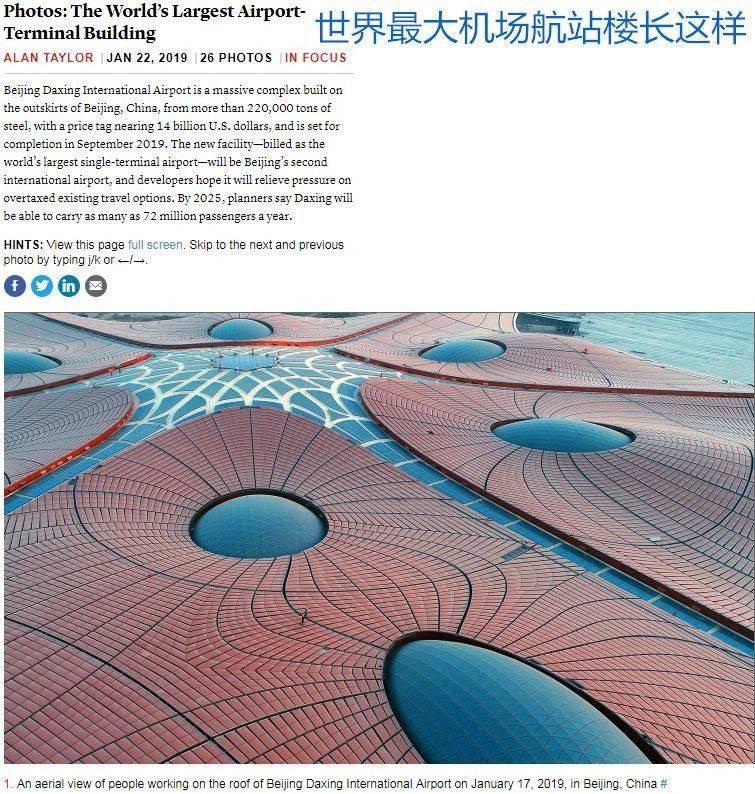 Photos: The World's Largest Airport-
Terminal Building
世界最大机场航站楼长这样
ALAN TAYLOR | JAN 22, 2019 | 26 PHOTOS | IN FOCUS
Beijing Daxing International Airport is a massive complex built on
the outskirts of Beijing, China, from more than 220,000 tons of
steel, with a price tag nearing 14 billion U.S. dollars, and is set for
completion in September 2019. The new facility—billed as the
world's largest single-terminal airport—will be Beijing's second
international airport, and developers hope it will relieve pressure on
overtaxed existing travel options. By 2025, planners say Daxing will
be able to carry as many as 72 million passengers a year.
HINTS: View this page full screen. Skip to the next and previous
photo by typing j/k or ←/→.
1. An aerial view of people working on the roof of Beijing Daxing International Airport on January 17, 2019, in Beijing, China #